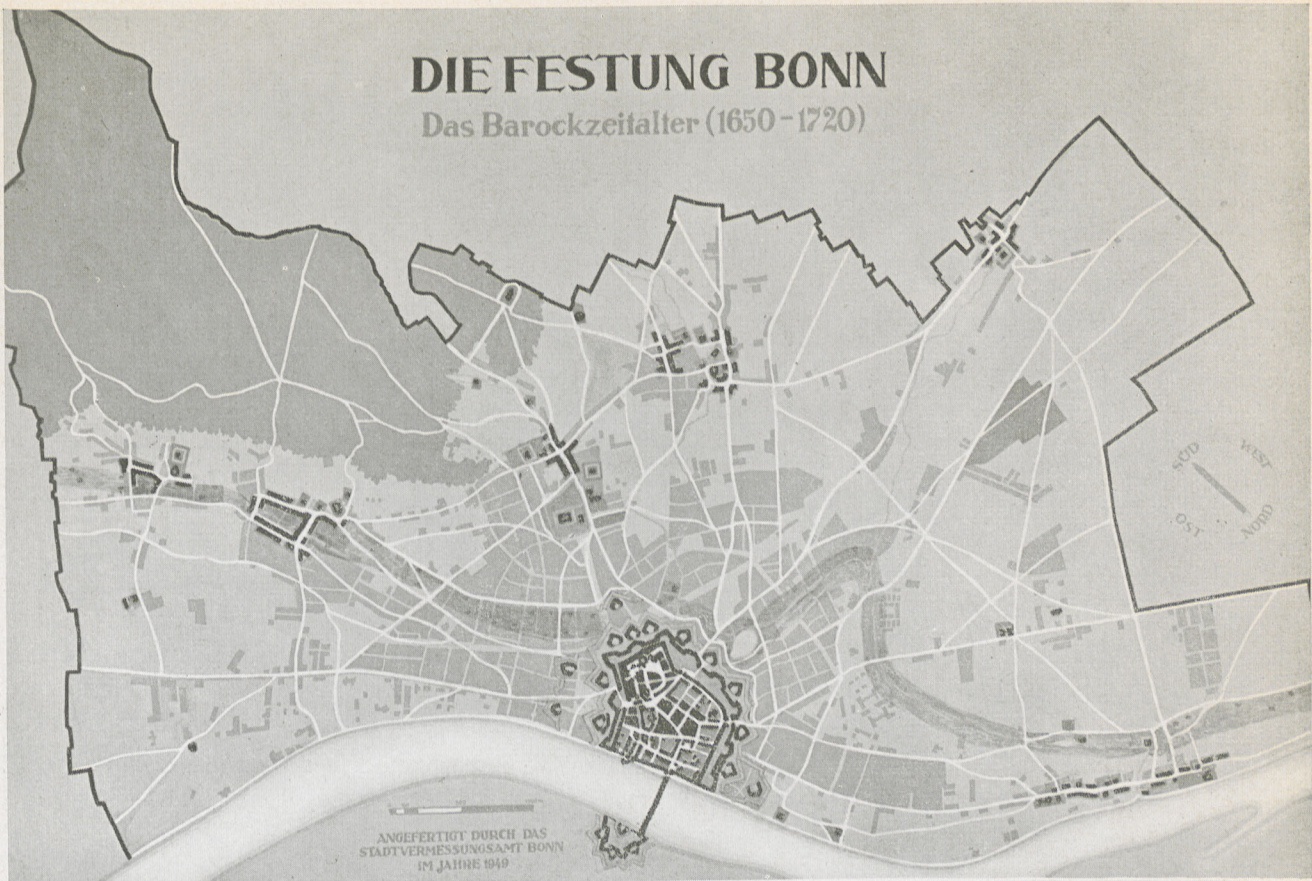 DIE FESTUNG BONN
Das Barockzeitalter (1650-1720)
SÜD
WEST
OST
NORD
ANGEFERTIGT DURCH DAS
STADTVERMESSUNGSAMT BONN
IM JAHRE 1949